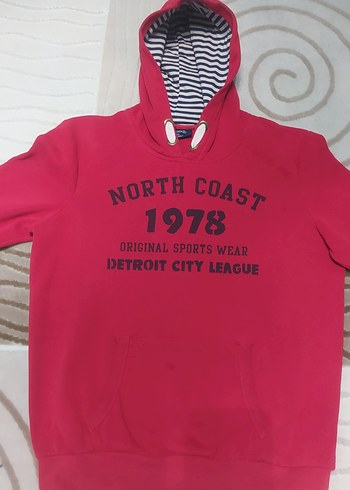 NORTH COAST
1978
ORIGINAL SPORTS WEAR
DETROIT CITY LEAGUE